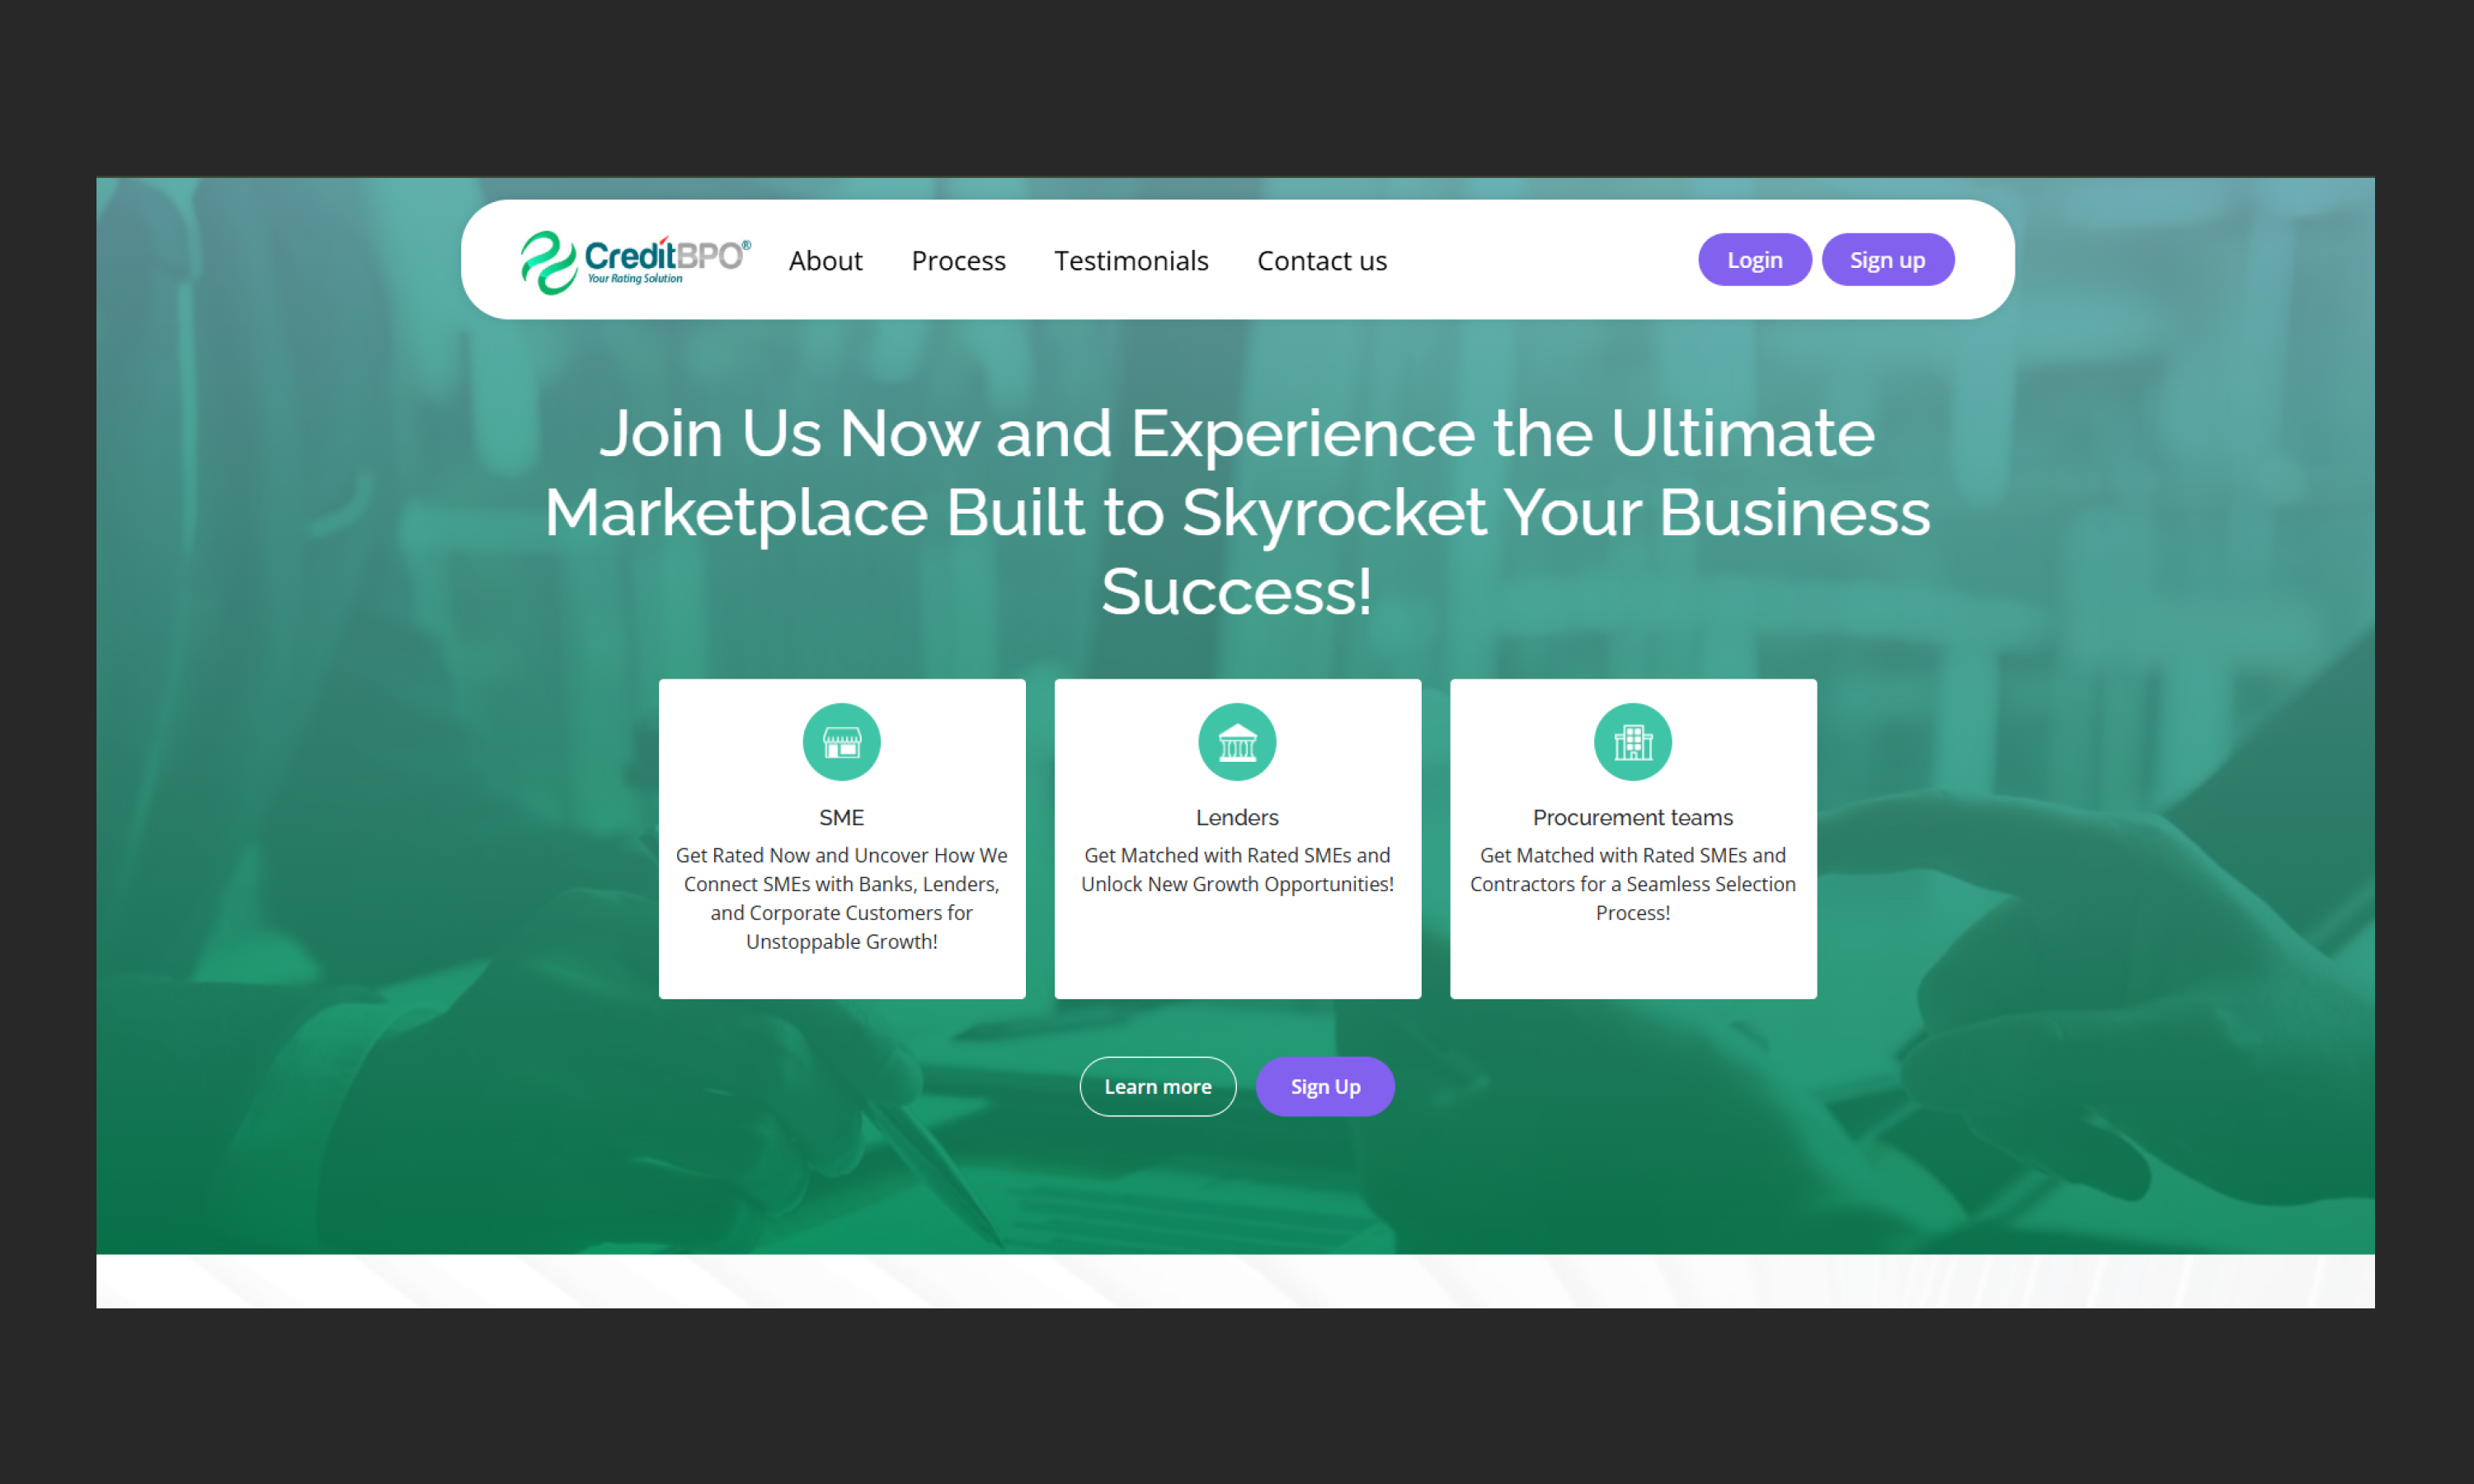 CreditBPO®
Your Rating Solution
About
Process
Testimonials
Contact us
Login
Sign up
Join Us Now and Experience the Ultimate
Marketplace Built to Skyrocket Your Business
Success!
SME
Get Rated Now and Uncover How We
Connect SMEs with Banks, Lenders,
and Corporate Customers for
Unstoppable Growth!
Lenders
Get Matched with Rated SMEs and
Unlock New Growth Opportunities!
Procurement teams
Get Matched with Rated SMEs and
Contractors for a Seamless Selection
Process!
Learn more
Sign Up